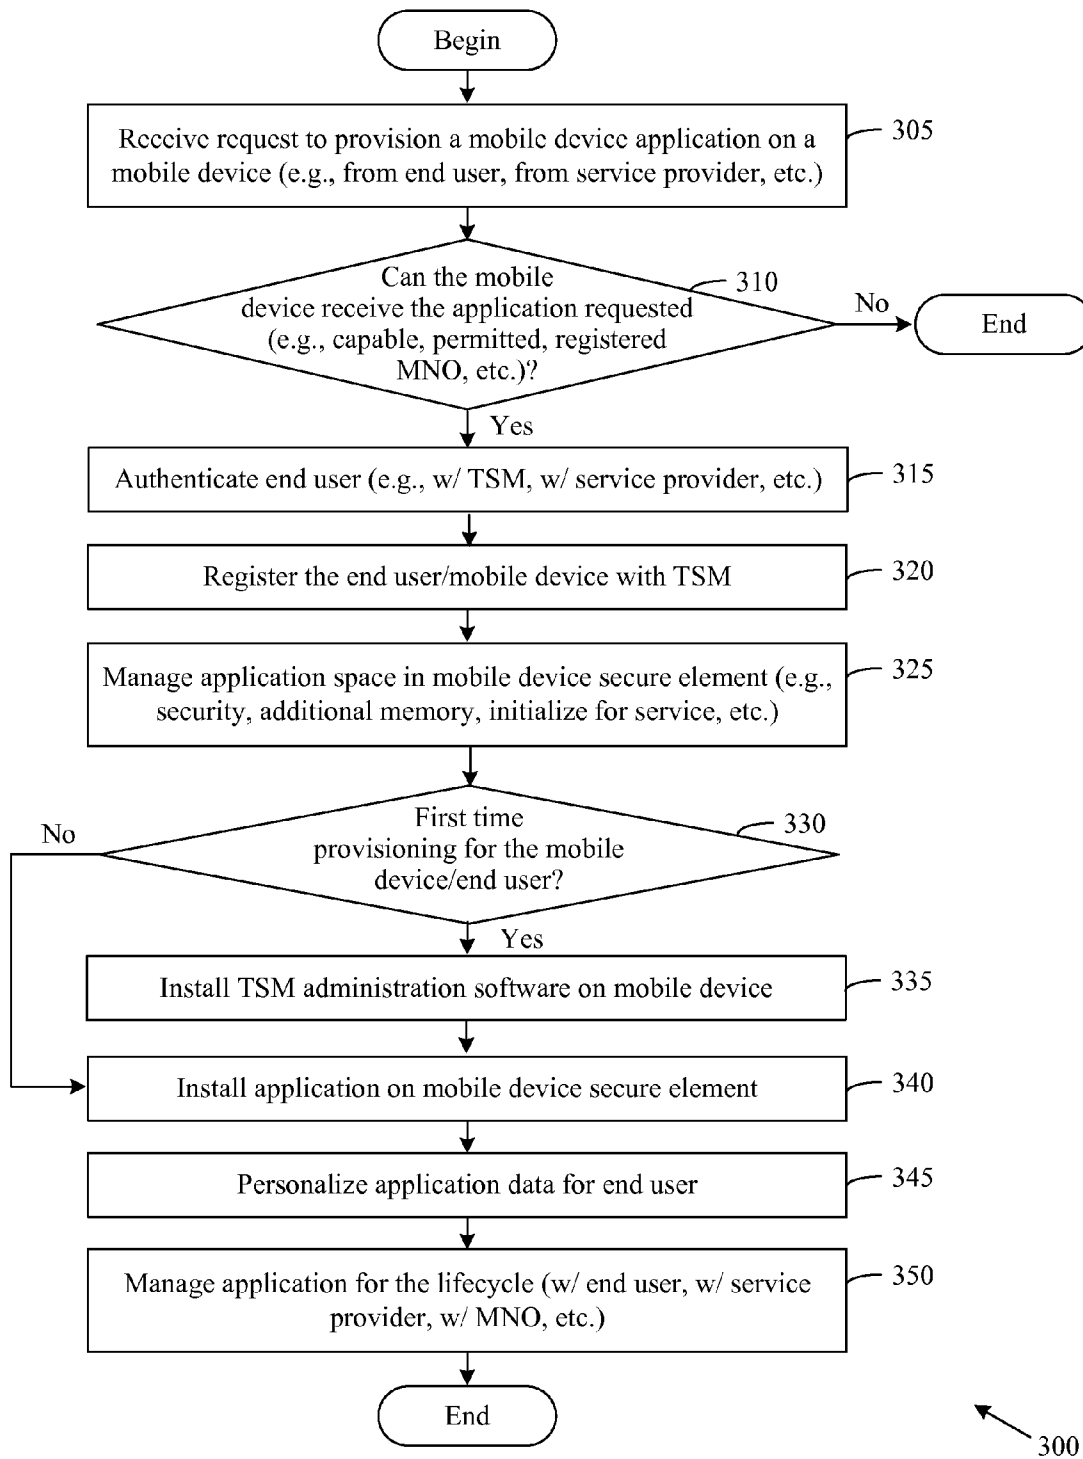 Begin
Receive request to provision a mobile device application on a
mobile device (e.g., from end user, from service provider, etc.)
305
Can the mobile
device receive the application requested
(e.g., capable, permitted, registered
MNO, etc.)?
310
No
End
Yes
Authenticate end user (e.g., w/ TSM, w/ service provider, etc.)
315
Register the end user/mobile device with TSM
320
Manage application space in mobile device secure element (e.g.,
security, additional memory, initialize for service, etc.)
325
First time
provisioning for the mobile
device/end user?
330
No
Yes
Install TSM administration software on mobile device
335
Install application on mobile device secure element
340
Personalize application data for end user
345
Manage application for the lifecycle (w/ end user, w/ service
provider, w/ MNO, etc.)
350
End
300